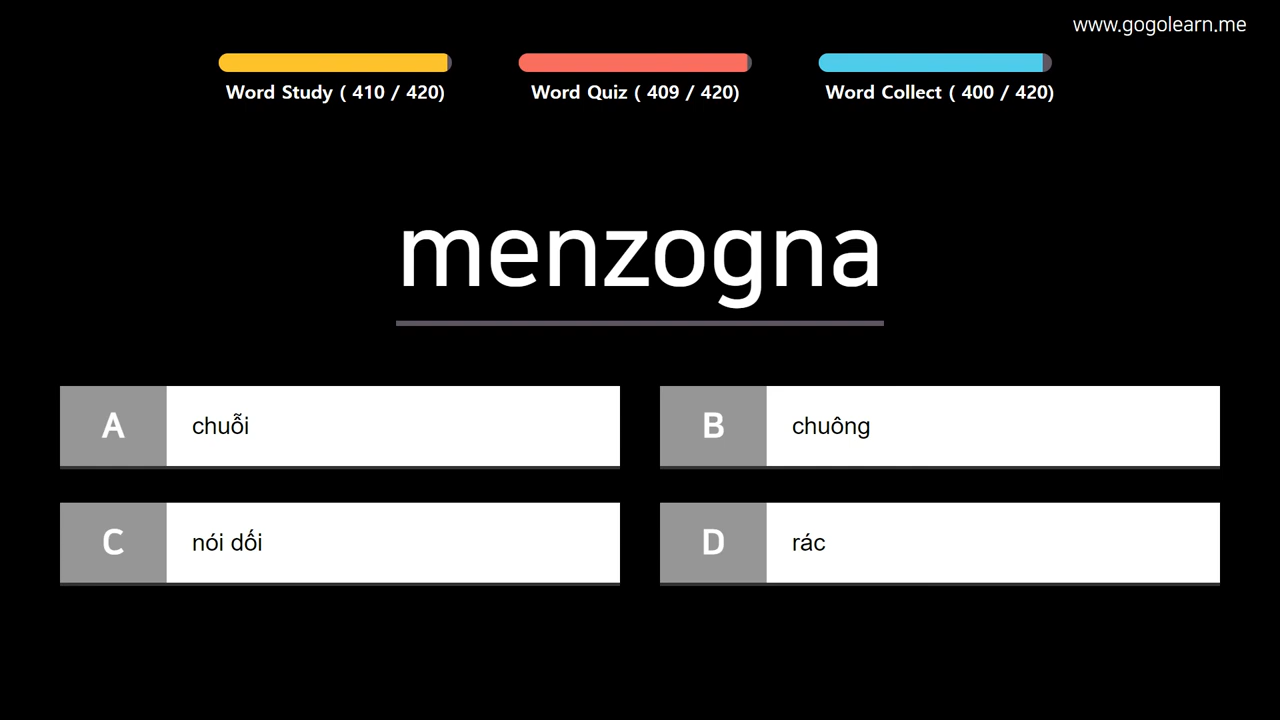 www.gogolearn.me
Word Study ( 410 / 420)
Word Quiz ( 409 / 420)
Word Collect ( 400 / 420)
menzogna
A chuỗi
B chuông
C nói dối
D rác